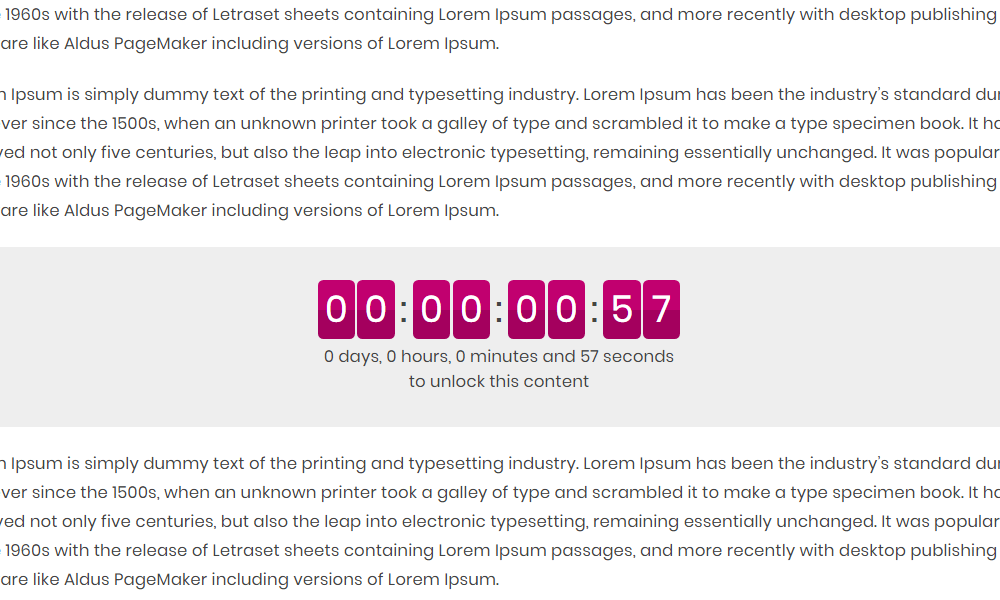 1960s with the release of Letraset sheets containing Lorem Ipsum passages, and more recently with desktop publishing
are like Aldus PageMaker including versions of Lorem Ipsum.
Ipsum is simply dummy text of the printing and typesetting industry. Lorem Ipsum has been the industry's standard
ver since the 1500s, when an unknown printer took a galley of type and scrambled it to make a type specimen book. It
ved not only five centuries, but also the leap into electronic typesetting, remaining essentially unchanged. It was popular
1960s with the release of Letraset sheets containing Lorem Ipsum passages, and more recently with desktop publishing
are like Aldus PageMaker including versions of Lorem Ipsum.
00:00:00:57
0 days, 0 hours, 0 minutes and 57 seconds
to unlock this content
Ipsum is simply dummy text of the printing and typesetting industry. Lorem Ipsum has been the industry's standard
ver since the 1500s, when an unknown printer took a galley of type and scrambled it to make a type specimen book. It
ved not only five centuries, but also the leap into electronic typesetting, remaining essentially unchanged. It was popular
1960s with the release of Letraset sheets containing Lorem Ipsum passages, and more recently with desktop publishing
are like Aldus PageMaker including versions of Lorem Ipsum.